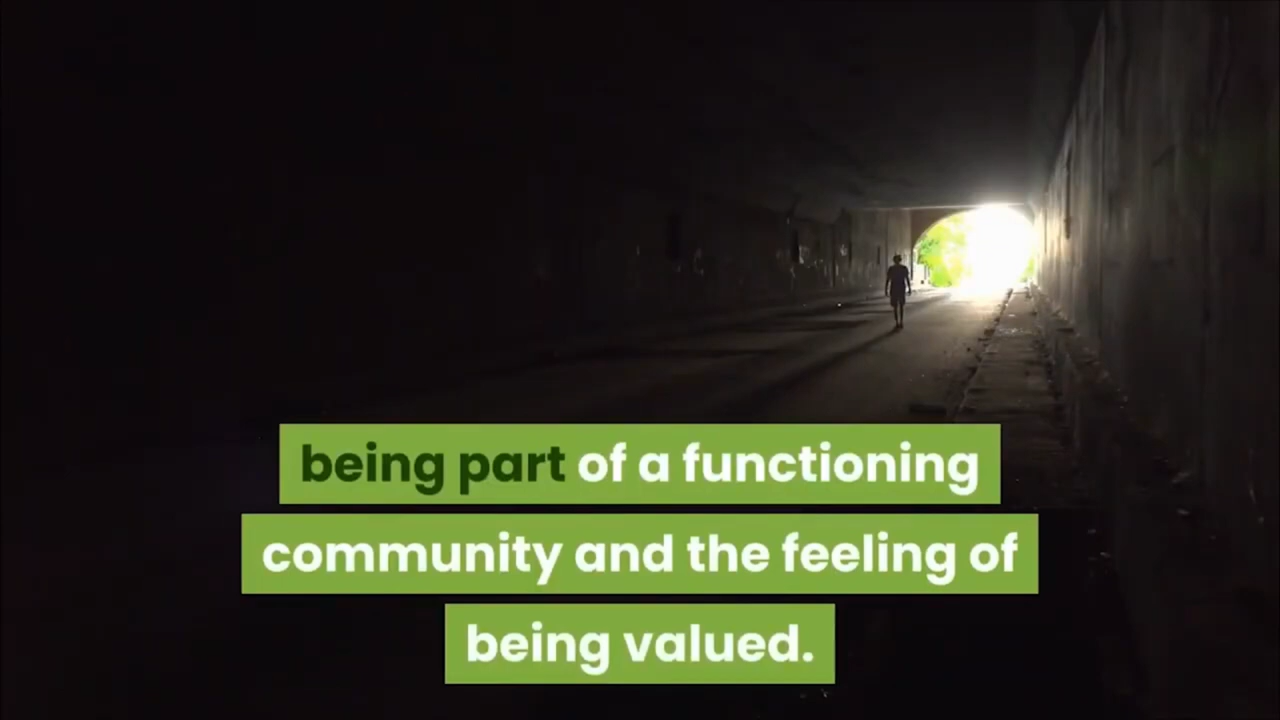 being part of a functioning
community and the feeling of
being valued.